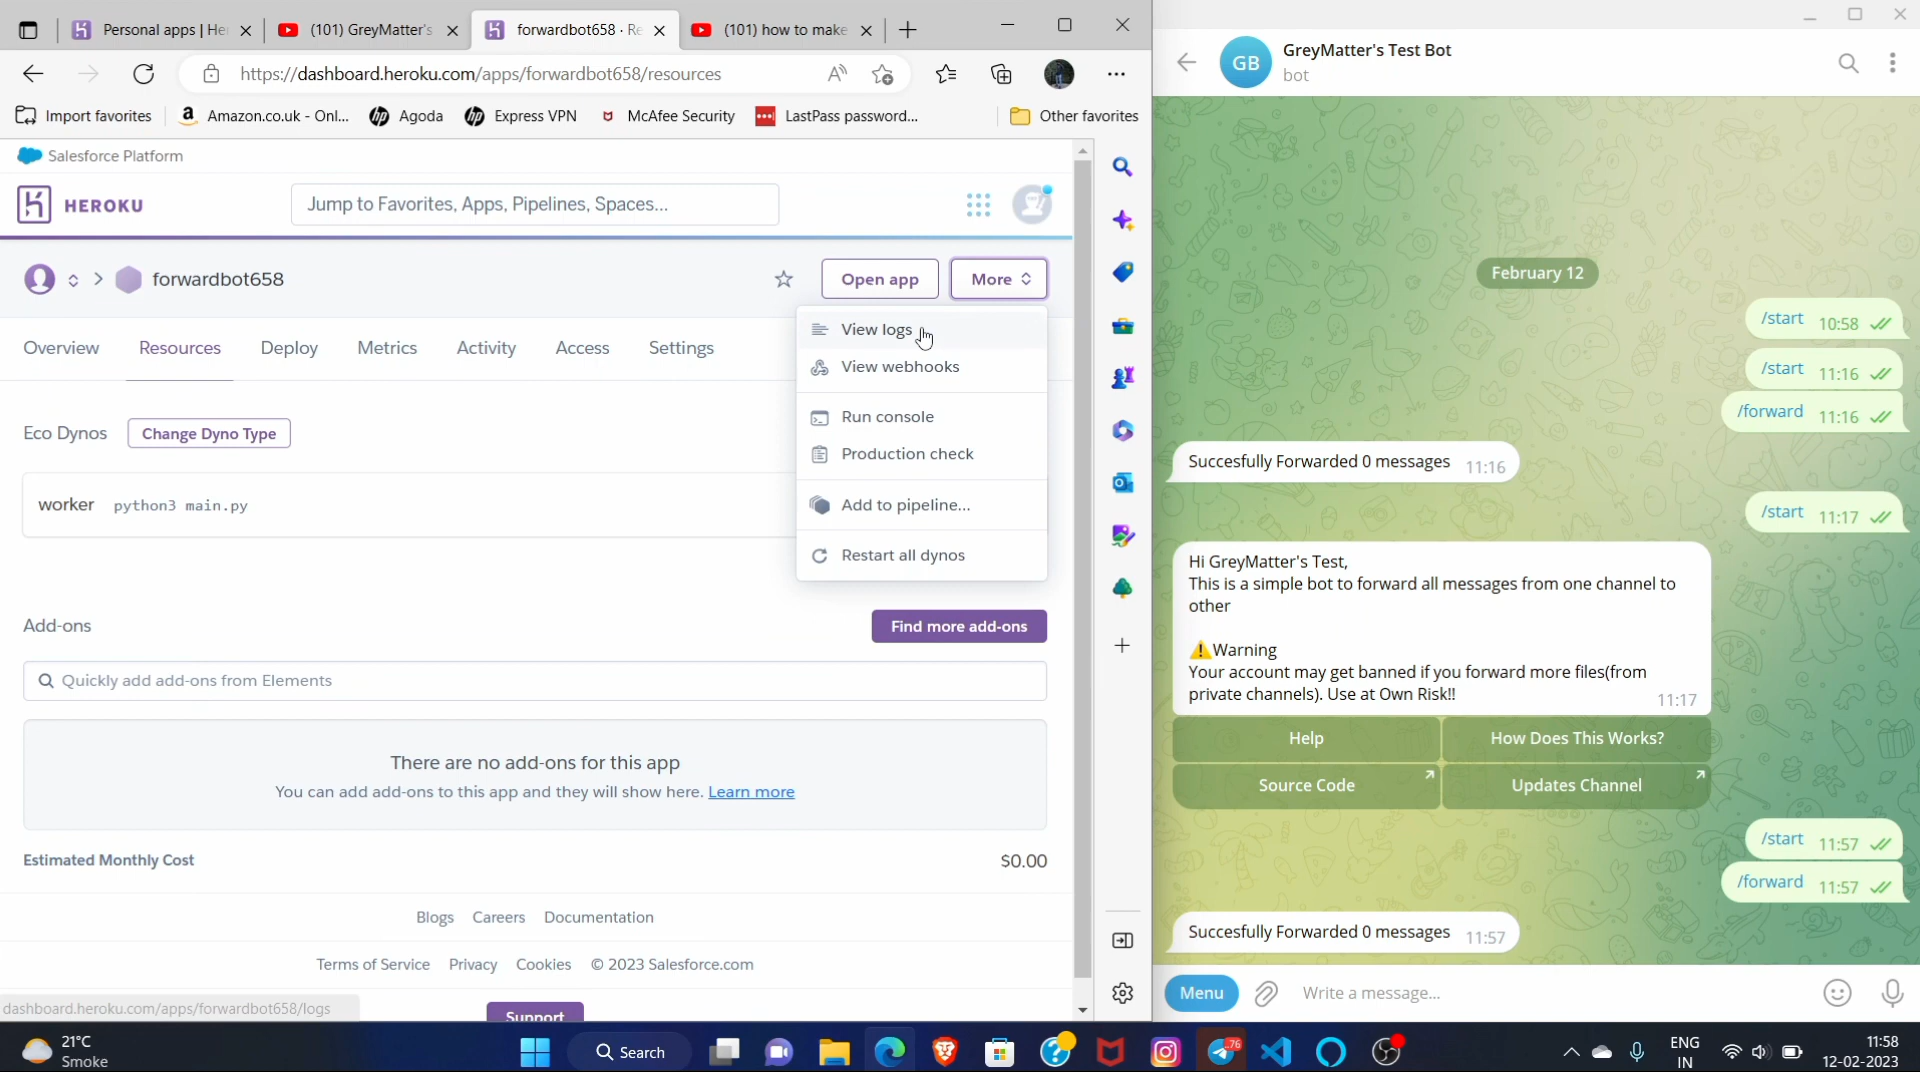 Personal apps | He
(101) GreyMatter's
forwardbot658 · Re
(101) how to make
https://dashboard.heroku.com/apps/forwardbot658/resources
Import favorites
Amazon.co.uk - Onl...
Agoda
Express VPN
McAfee Security
LastPass password...
Other favorites
Salesforce Platform
HEROKU
Jump to Favorites, Apps, Pipelines, Spaces...
forwardbot658
Open app
More
View logs
View webhooks
Run console
Production check
Add to pipeline...
Restart all dynos
Overview
Resources
Deploy
Metrics
Activity
Access
Settings
Eco Dynos
Change Dyno Type
worker python3 main.py
Add-ons
Find more add-ons
Quickly add add-ons from Elements
There are no add-ons for this app
You can add add-ons to this app and they will show here. Learn more
Estimated Monthly Cost
$0.00
Blogs Careers Documentation
Terms of Service Privacy Cookies © 2023 Salesforce.com
Support
dashboard.heroku.com/apps/forwardbot658/logs
GB
GreyMatter's Test Bot
bot
February 12
/start 10:58
/start 11:16
/forward 11:16
Succesfully Forwarded 0 messages 11:16
/start 11:17
Hi GreyMatter's Test,
This is a simple bot to forward all messages from one channel to
other
⚠️Warning
Your account may get banned if you forward more files(from
private channels). Use at Own Risk!!
11:17
Help
How Does This Works?
Source Code
Updates Channel
/start 11:57
/forward 11:57
Succesfully Forwarded 0 messages 11:57
Menu
Write a message...
21°C
Smoke
Search
76
ENG
IN
11:58
12-02-2023